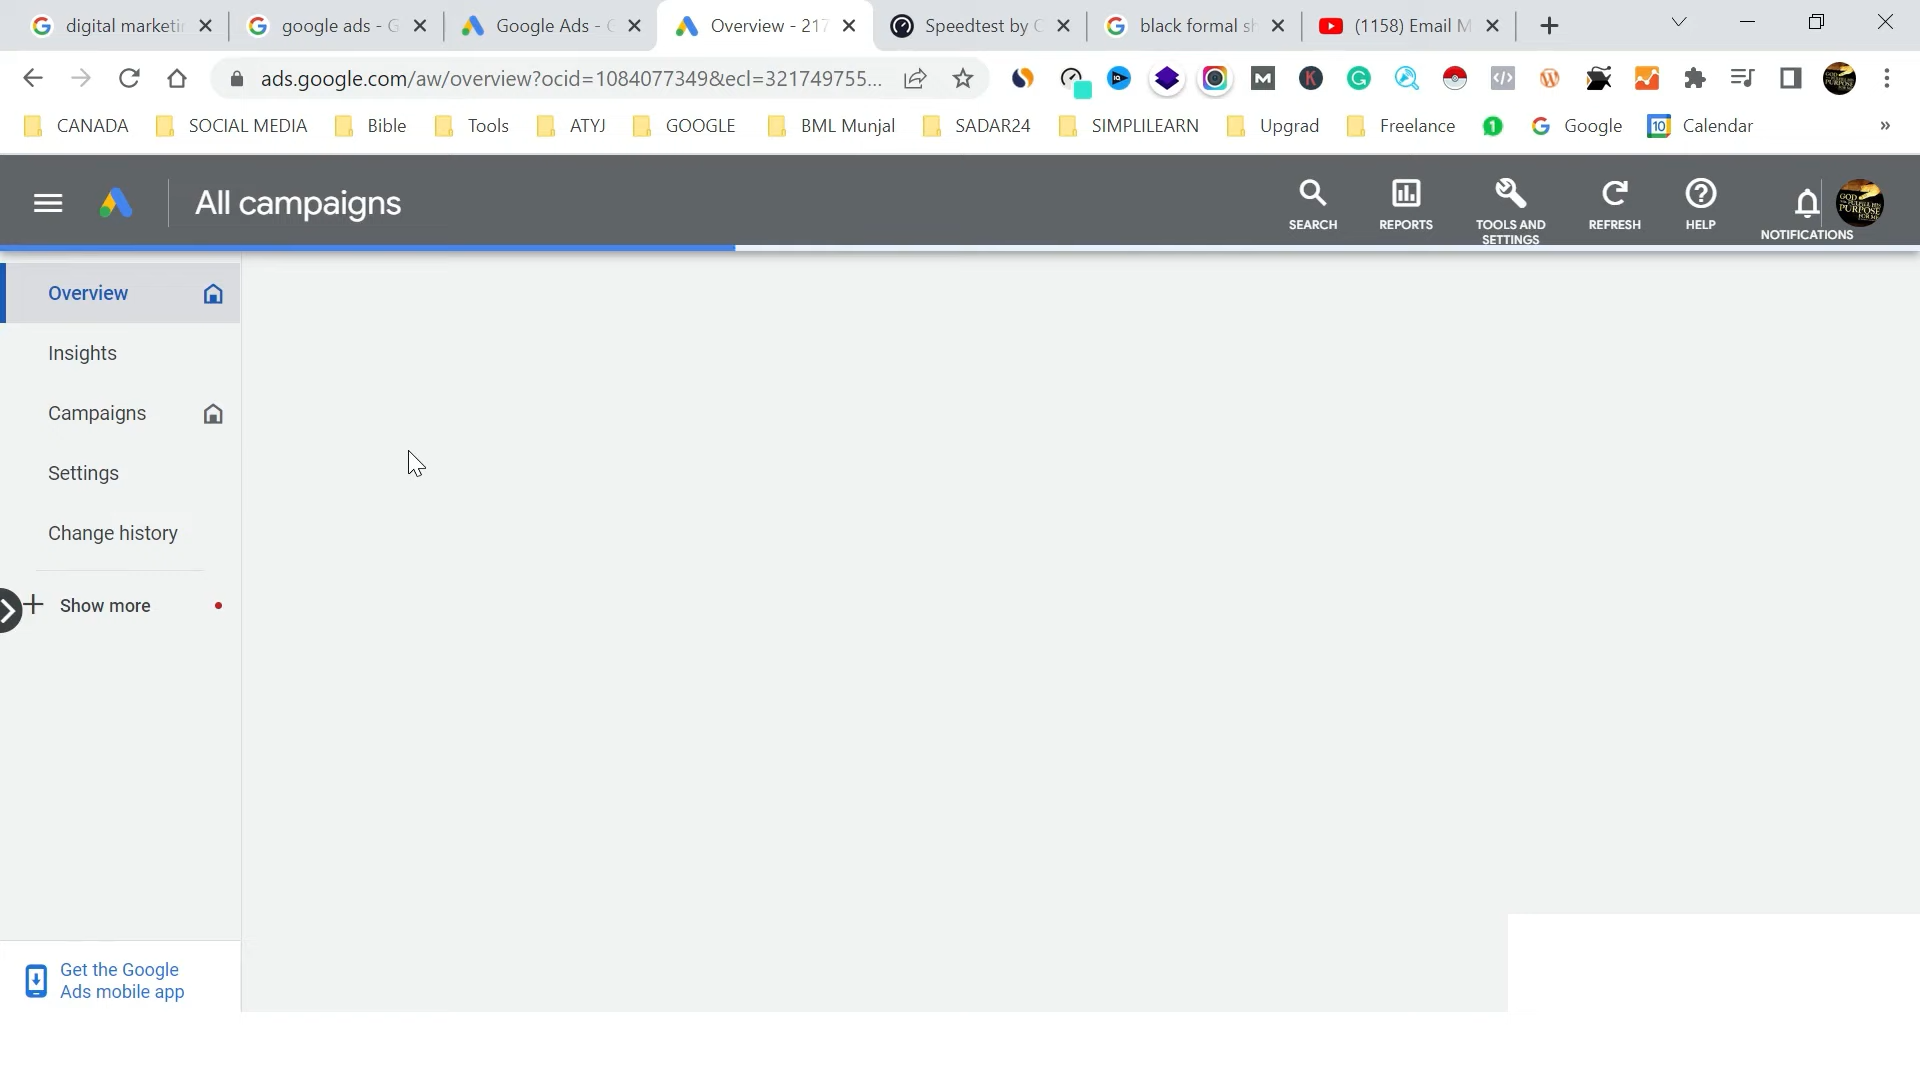 digital marketi
google ads - G
Google Ads - G
Overview - 217
Speedtest by O
black formal sh
(1158) Email M
ads.google.com/aw/overview?ocid=1084077349&ecl=321749755...
CANADA
SOCIAL MEDIA
Bible
Tools
ATYJ
GOOGLE
BML Munjal
SADAR24
SIMPLILEARN
Upgrad
Freelance
1
Google
10
Calendar
»
All campaigns
SEARCH
REPORTS
TOOLS AND
SETTINGS
REFRESH
HELP
NOTIFICATIONS
Overview
Insights
Campaigns
Settings
Change history
Show more
Get the Google
Ads mobile app